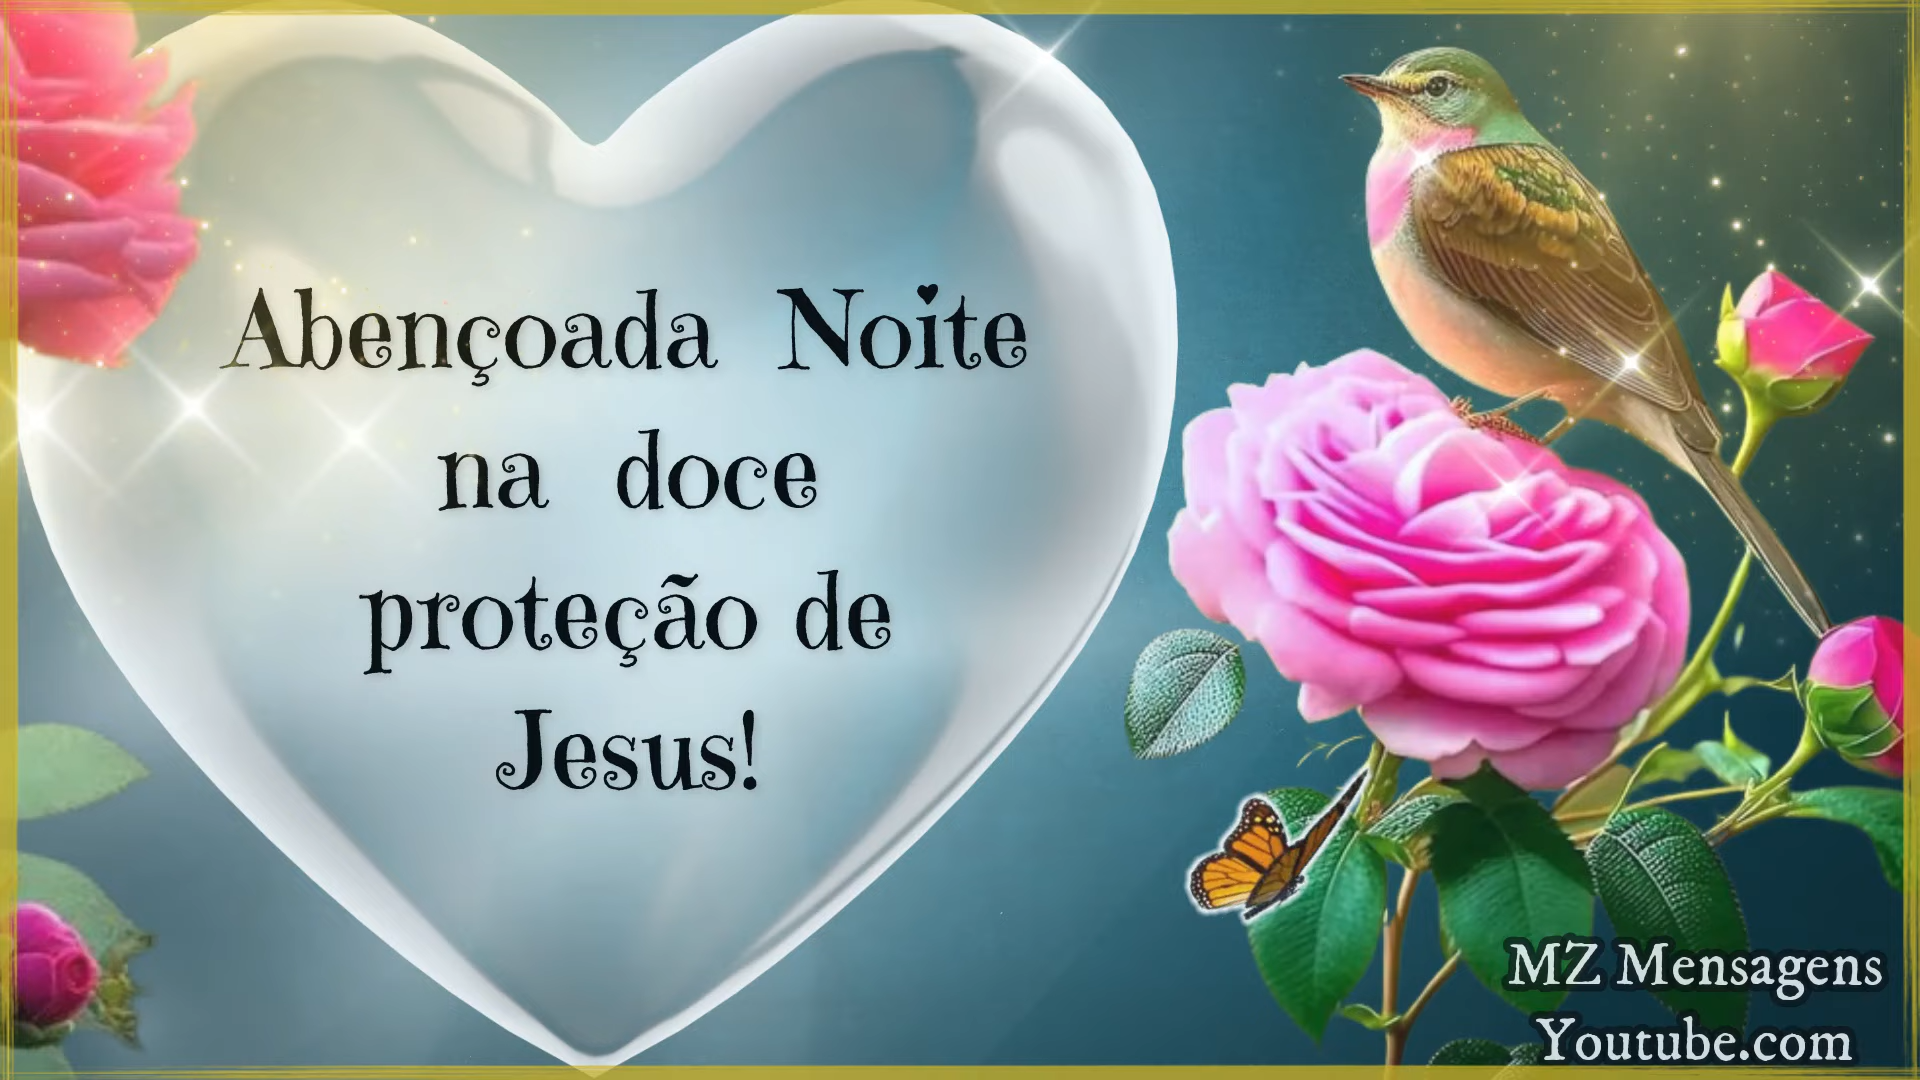 Abençoada Noite
na doce
proteção de
Jesus!
MZ Mensagens
Youtube.com